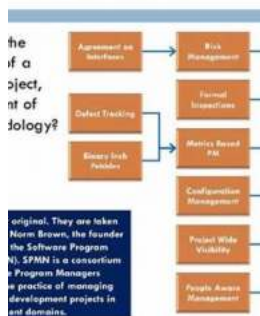 the
of a
oject,
nt of
dology?
Agreement on
Interfaces
Risk
Management
Formal
Inspections
Defect Tracking
Metrics Based
PM
Binary Inch
Pebbles
Configuration
Management
Project Wide
Visibility
People Aware
Management
original. They are taken
Norm Brown, the founder
the Software Program
N). SPMN is a consortium
e Program Managers
e practice of managing
development projects in
ent domains.